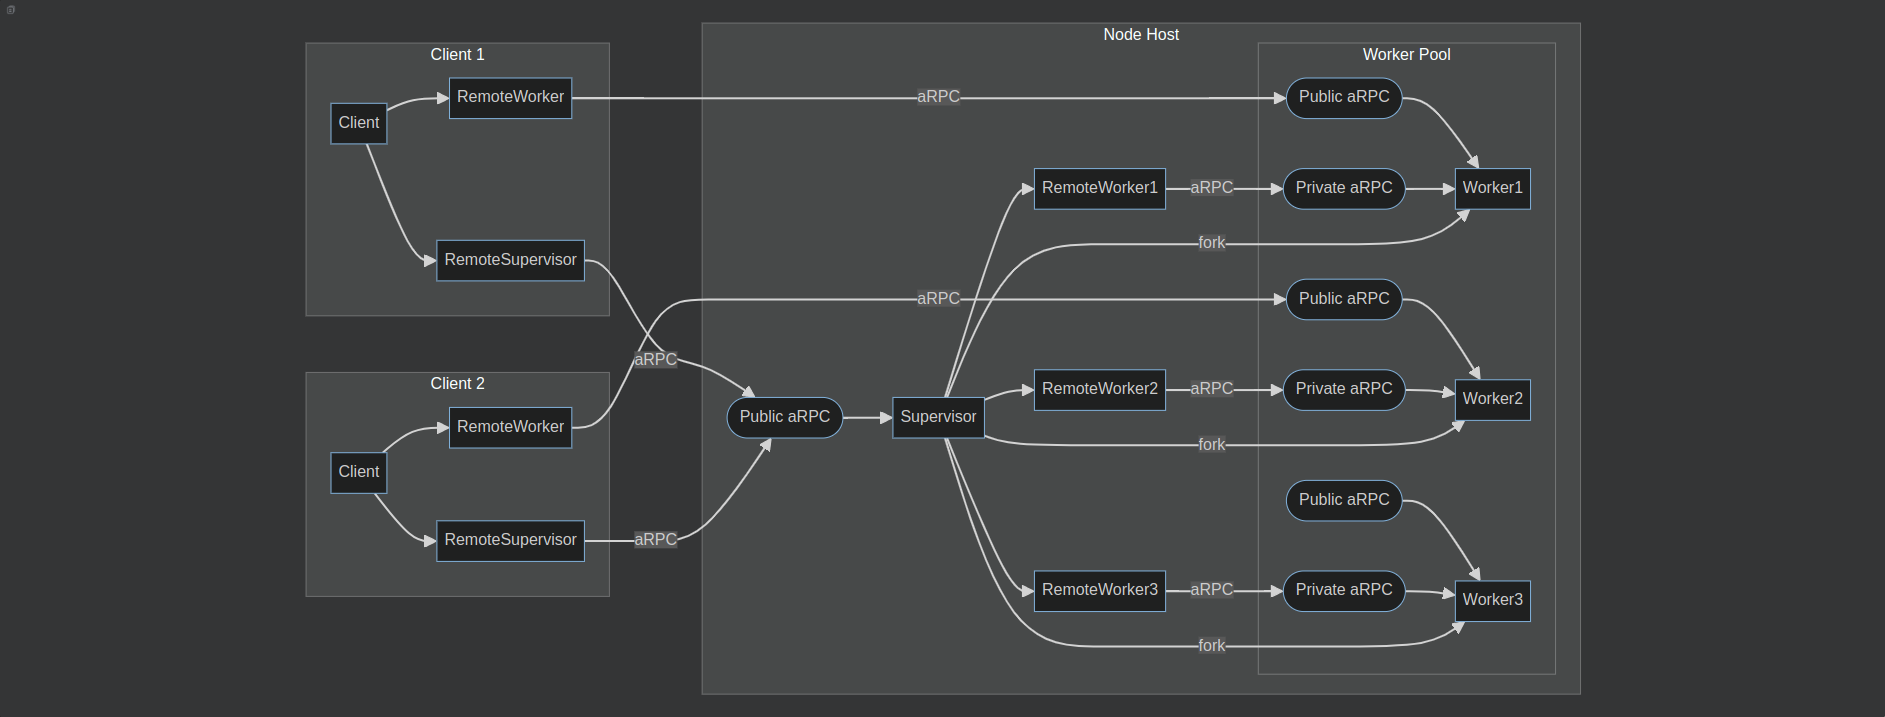 Client 1
Client
RemoteWorker
RemoteSupervisor
Client 2
Client
RemoteWorker
RemoteSupervisor
aRPC
aRPC
Node Host
aRPC
aRPC
Public aRPC
Supervisor
RemoteWorker1
aRPC
fork
RemoteWorker2
aRPC
fork
RemoteWorker3
aRPC
fork
Worker Pool
Public aRPC
Private aRPC
Worker1
Public aRPC
Private aRPC
Worker2
Public aRPC
Private aRPC
Worker3